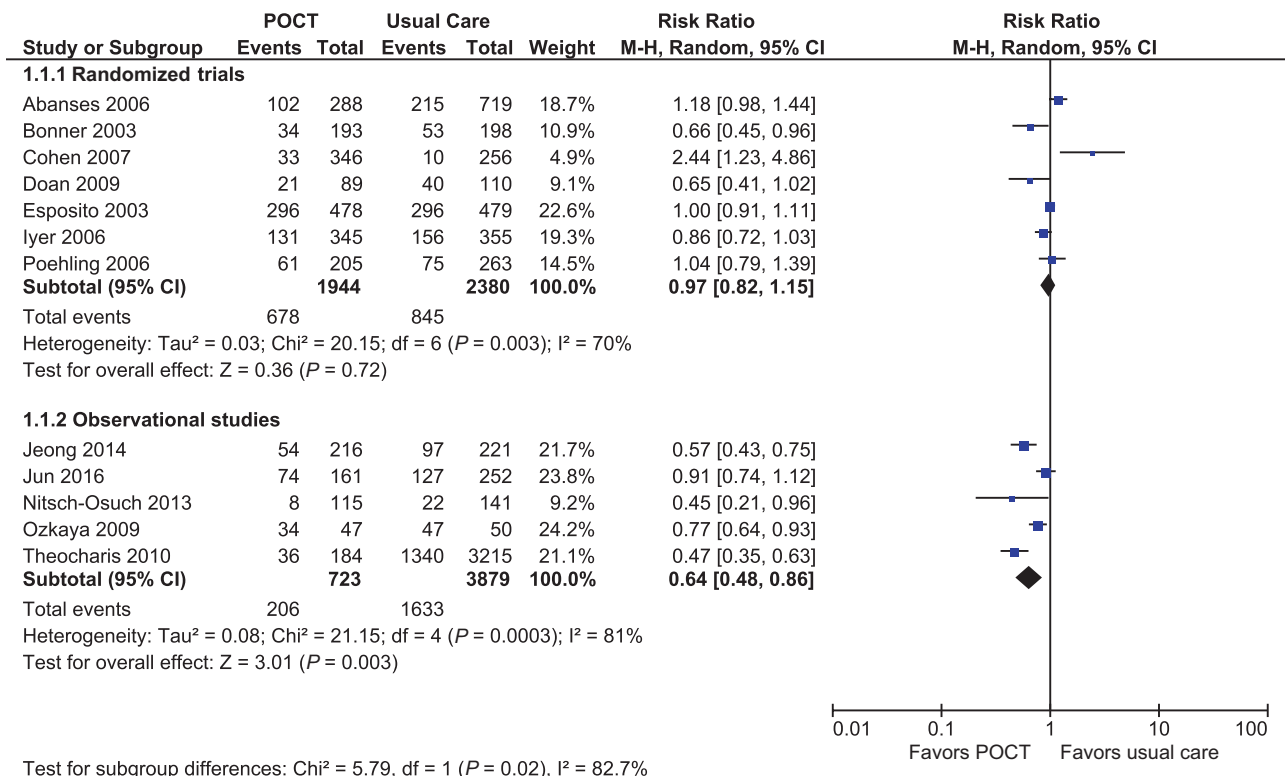 POCT Usual Care Risk Ratio Risk Ratio
Study or Subgroup Events Total Events Total Weight M-H, Random, 95% CI M-H, Random, 95% CI
1.1.1 Randomized trials
Abanses 2006 102 288 215 719 18.7% 1.18 [0.98, 1.44]
Bonner 2003 34 193 53 198 10.9% 0.66 [0.45, 0.96]
Cohen 2007 33 346 10 256 4.9% 2.44 [1.23, 4.86]
Doan 2009 21 89 40 110 9.1% 0.65 [0.41, 1.02]
Esposito 2003 296 478 296 479 22.6% 1.00 [0.91, 1.11]
Iyer 2006 131 345 156 355 19.3% 0.86 [0.72, 1.03]
Poehling 2006 61 205 75 263 14.5% 1.04 [0.79, 1.39]
Subtotal (95% CI) 1944 2380 100.0% 0.97 [0.82, 1.15]
Total events 678 845
Heterogeneity: Tau² = 0.03; Chi² = 20.15; df = 6 (P = 0.003); I² = 70%
Test for overall effect: Z = 0.36 (P = 0.72)
1.1.2 Observational studies
Jeong 2014 54 216 97 221 21.7% 0.57 [0.43, 0.75]
Jun 2016 74 161 127 252 23.8% 0.91 [0.74, 1.12]
Nitsch-Osuch 2013 8 115 22 141 9.2% 0.45 [0.21, 0.96]
Ozkaya 2009 34 47 47 50 24.2% 0.77 [0.64, 0.93]
Theocharis 2010 36 184 1340 3215 21.1% 0.47 [0.35, 0.63]
Subtotal (95% CI) 723 3879 100.0% 0.64 [0.48, 0.86]
Total events 206 1633
Heterogeneity: Tau² = 0.08; Chi² = 21.15; df = 4 (P = 0.0003); I² = 81%
Test for overall effect: Z = 3.01 (P = 0.003)
0.01 0.1 1 10 100
Favors POCT Favors usual care
Test for subgroup differences: Chi² = 5.79, df = 1 (P = 0.02), I² = 82.7%